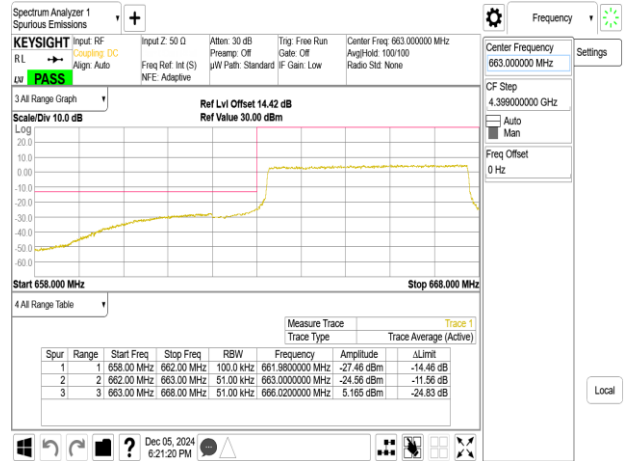 Spectrum Analyzer 1
Spurious Emissions
Frequency
KEYSIGHT Input: RF Input Z: 50 Ω Atten: 30 dB Trig: Free Run Center Freq: 663.000000 MHz
RL Coupling: DC Preamp: Off Gate: Off Avg|Hold: 100/100
Align: Auto Freq Ref: Int (S) µW Path: Standard IF Gain: Low Radio Std: None
LXI PASS NFE: Adaptive
Center Frequency
663.000000 MHz
Settings
CF Step
4.399000000 GHz
Auto
Man
Freq Offset
0 Hz
Local
3 All Range Graph
Ref Lvl Offset 14.42 dB
Scale/Div 10.0 dB Ref Value 30.00 dBm
Log
20.0
10.0
0.00
-10.0
-20.0
-30.0
-40.0
-50.0
-60.0
Start 658.000 MHz Stop 668.000 MHz
4 All Range Table
Measure Trace Trace 1
Trace Type Trace Average (Active)
Spur Range Start Freq Stop Freq RBW Frequency Amplitude ΔLimit
1 1 658.00 MHz 662.00 MHz 100.0 kHz 661.9800000 MHz -27.46 dBm -14.46 dB
2 2 662.00 MHz 663.00 MHz 51.00 kHz 663.0000000 MHz -24.56 dBm -11.56 dB
3 3 663.00 MHz 668.00 MHz 51.00 kHz 666.0200000 MHz 5.165 dBm -24.83 dB
Dec 05, 2024
6:21:20 PM